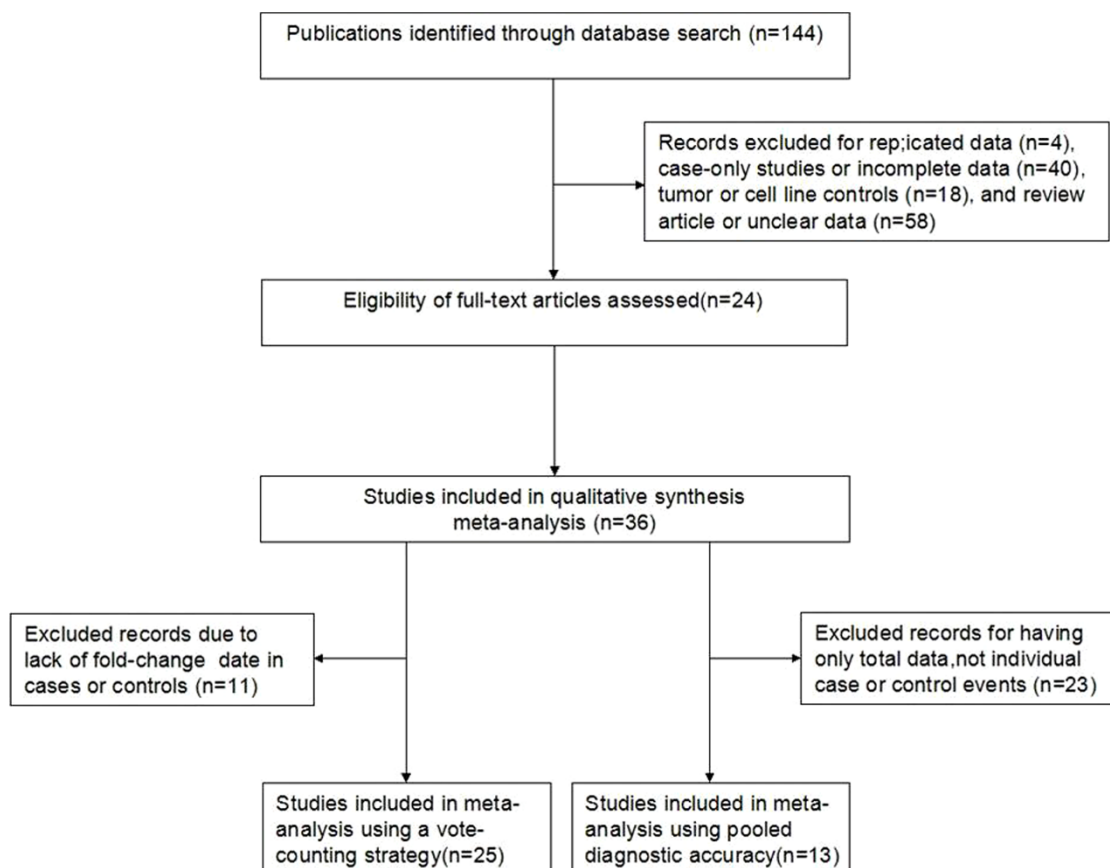 Publications identified through database search (n=144)
Records excluded for rep;icated data (n=4),
case-only studies or incomplete data (n=40),
tumor or cell line controls (n=18), and review
article or unclear data (n=58)
Eligibility of full-text articles assessed(n=24)
Studies included in qualitative synthesis
meta-analysis (n=36)
Excluded records due to
lack of fold-change date in
cases or controls (n=11)
Excluded records for having
only total data,not individual
case or control events (n=23)
Studies included in meta-
analysis using a vote-
counting strategy(n=25)
Studies included in meta-
analysis using pooled
diagnostic accuracy(n=13)